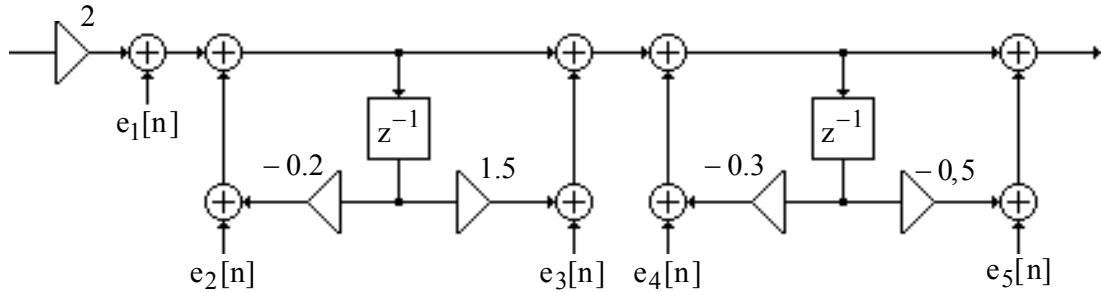 2
e₁[n]
z⁻¹
z⁻¹
– 0.2
1.5
– 0.3
– 0,5
e₂[n]
e₃[n]
e₄[n]
e₅[n]